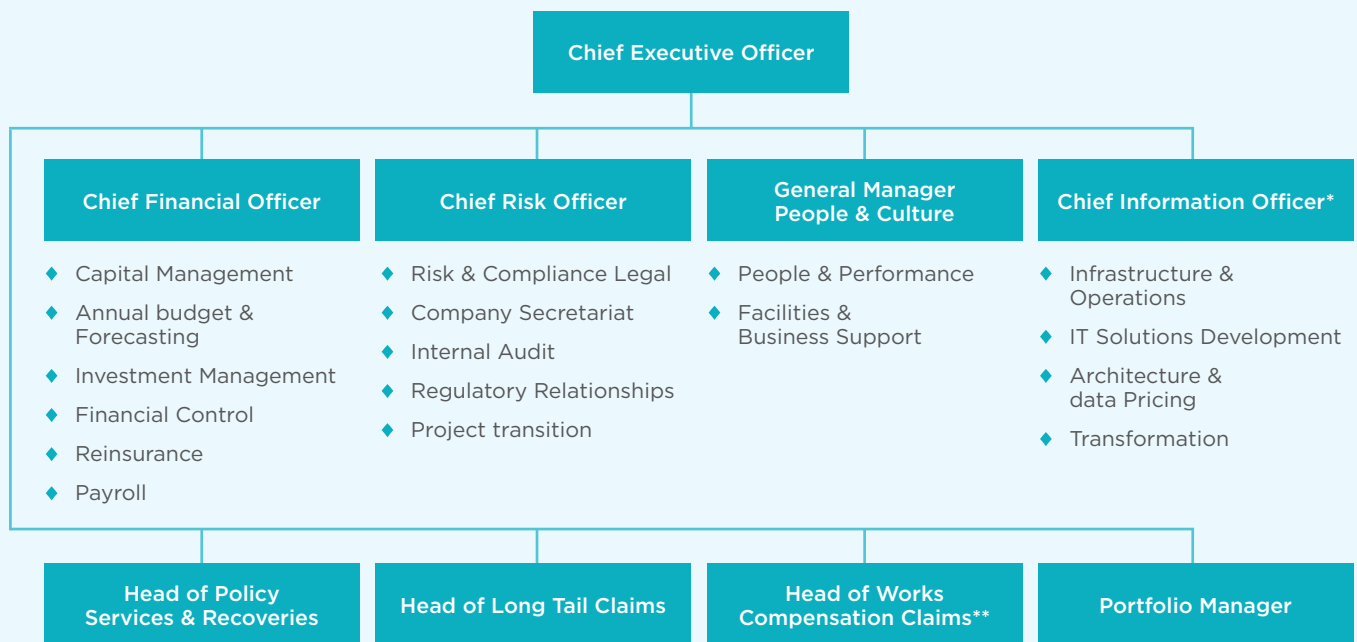 Chief Executive Officer
Chief Financial Officer
♦ Capital Management
♦ Annual budget &
Forecasting
♦ Investment Management
♦ Financial Control
♦ Reinsurance
♦ Payroll
Chief Risk Officer
♦ Risk & Compliance Legal
♦ Company Secretariat
♦ Internal Audit
♦ Regulatory Relationships
♦ Project transition
General Manager
People & Culture
♦ People & Performance
♦ Facilities &
Business Support
Chief Information Officer*
♦ Infrastructure &
Operations
♦ IT Solutions Development
♦ Architecture &
data Pricing
♦ Transformation
Head of Policy
Services & Recoveries
Head of Long Tail Claims
Head of Works
Compensation Claims**
Portfolio Manager